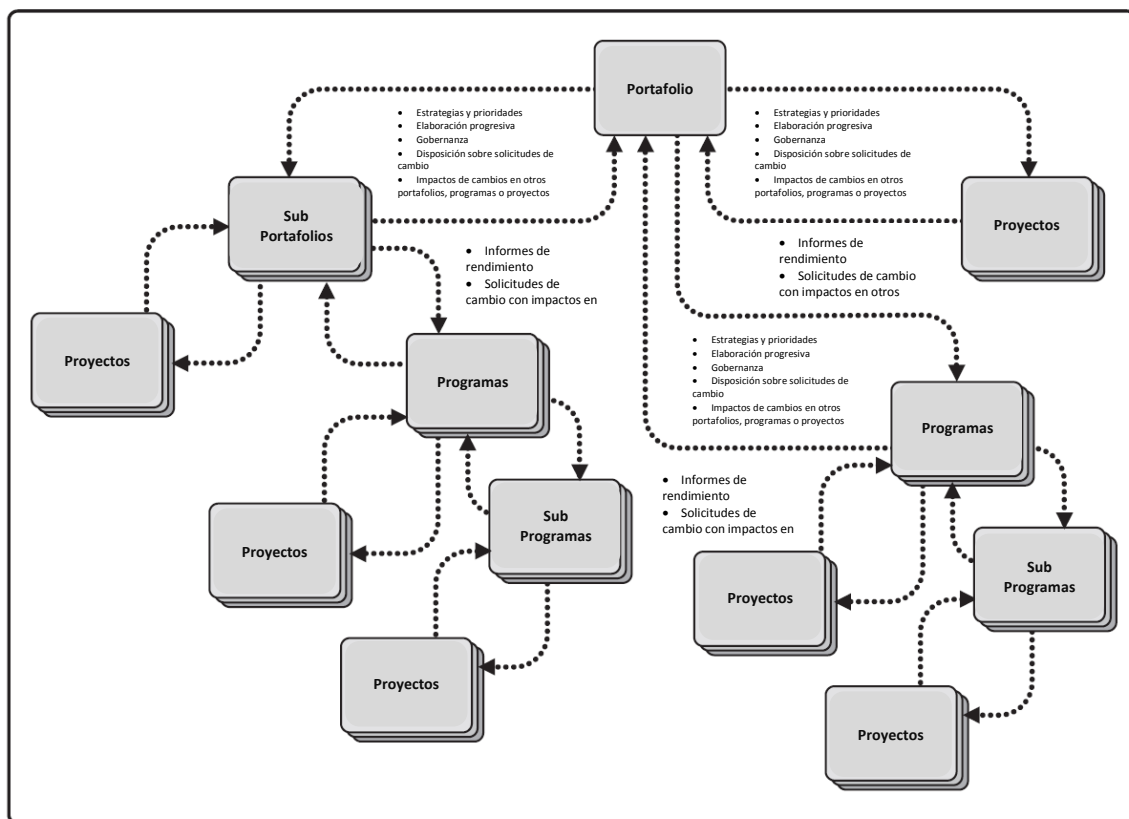 Portafolio
• Estrategias y prioridades
• Elaboración progresiva
• Gobernanza
• Disposición sobre solicitudes de
cambio
• Impactos de cambios en otros
portafolios, programas o proyectos
• Estrategias y prioridades
• Elaboración progresiva
• Gobernanza
• Disposición sobre solicitudes de
cambio
• Impactos de cambios en otros
portafolios, programas o proyectos
Sub
Portafolios
Proyectos
• Informes de
rendimiento
• Solicitudes de
cambio con impactos en
• Informes de
rendimiento
• Solicitudes de cambio
con impactos en otros
Proyectos
Programas
• Estrategias y prioridades
• Elaboración progresiva
• Gobernanza
• Disposición sobre solicitudes de
cambio
• Impactos de cambios en otros
portafolios, programas o proyectos
Programas
• Informes de
rendimiento
• Solicitudes de
cambio con impactos en
Proyectos
Sub
Programas
Proyectos
Sub
Programas
Proyectos
Proyectos